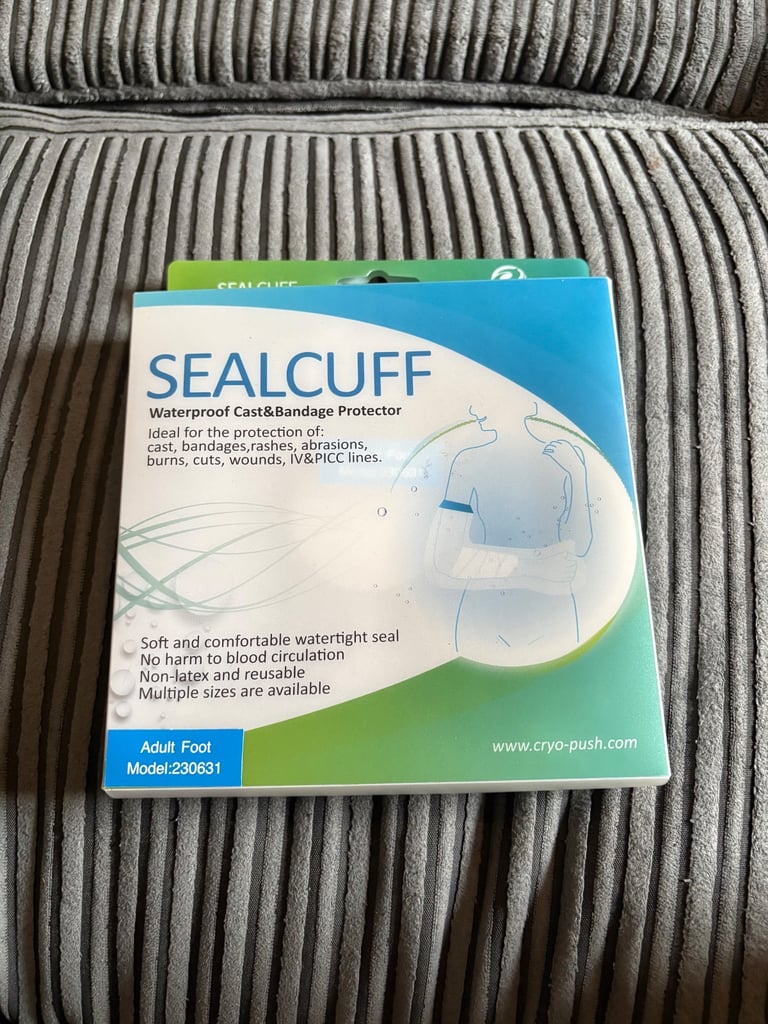 SEALCUFF
SEALCUFF
Waterproof Cast&Bandage Protector
Ideal for the protection of:
cast, bandages,rashes, abrasions,
burns, cuts, wounds, IV&PICC lines.
Soft and comfortable watertight seal
No harm to blood circulation
Non-latex and reusable
Multiple sizes are available
Adult Foot
Model:230631
www.cryo-push.com